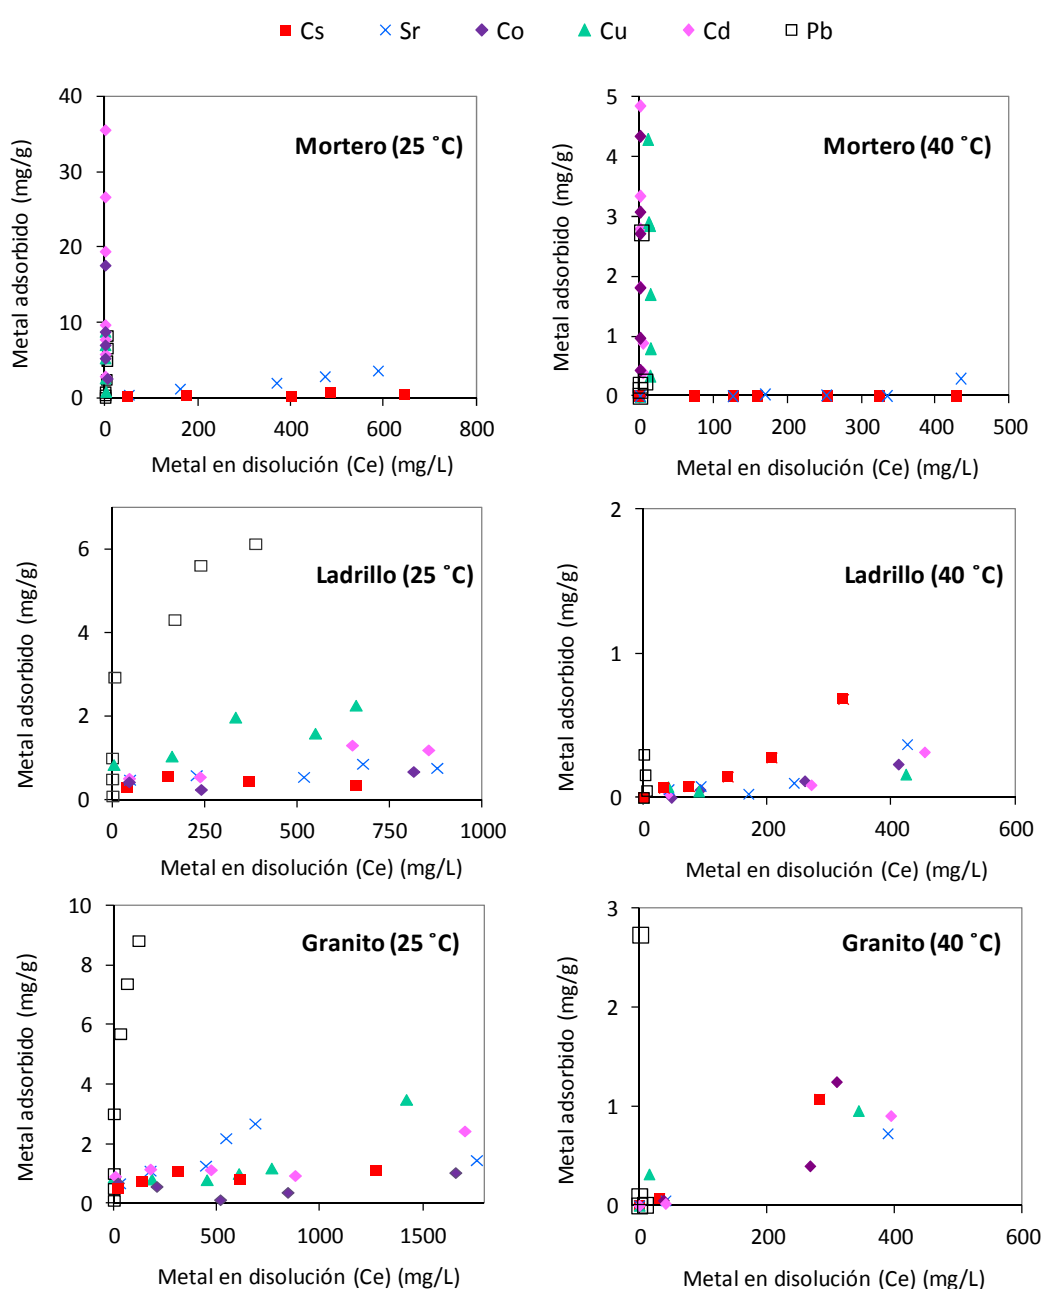 Cs Sr Co Cu Cd Pb
Mortero (25 ˚C)
Metal adsorbido (mg/g)
40
30
20
10
0
0 200 400 600 800
Metal en disolución (Ce) (mg/L)
Mortero (40 ˚C)
Metal adsorbido (mg/g)
5
4
3
2
1
0
0 100 200 300 400 500
Metal en disolución (Ce) (mg/L)
Ladrillo (25 ˚C)
Metal adsorbido (mg/g)
6
4
2
0
0 250 500 750 1000
Metal en disolución (Ce) (mg/L)
Ladrillo (40 ˚C)
Metal adsorbido (mg/g)
2
1
0
0 200 400 600
Metal en disolución (Ce) (mg/L)
Granito (25 ˚C)
Metal adsorbido (mg/g)
10
8
6
4
2
0
0 500 1000 1500
Metal en disolución (Ce) (mg/L)
Granito (40 ˚C)
Metal adsorbido (mg/g)
3
2
1
0
0 200 400 600
Metal en disolución (Ce) (mg/L)